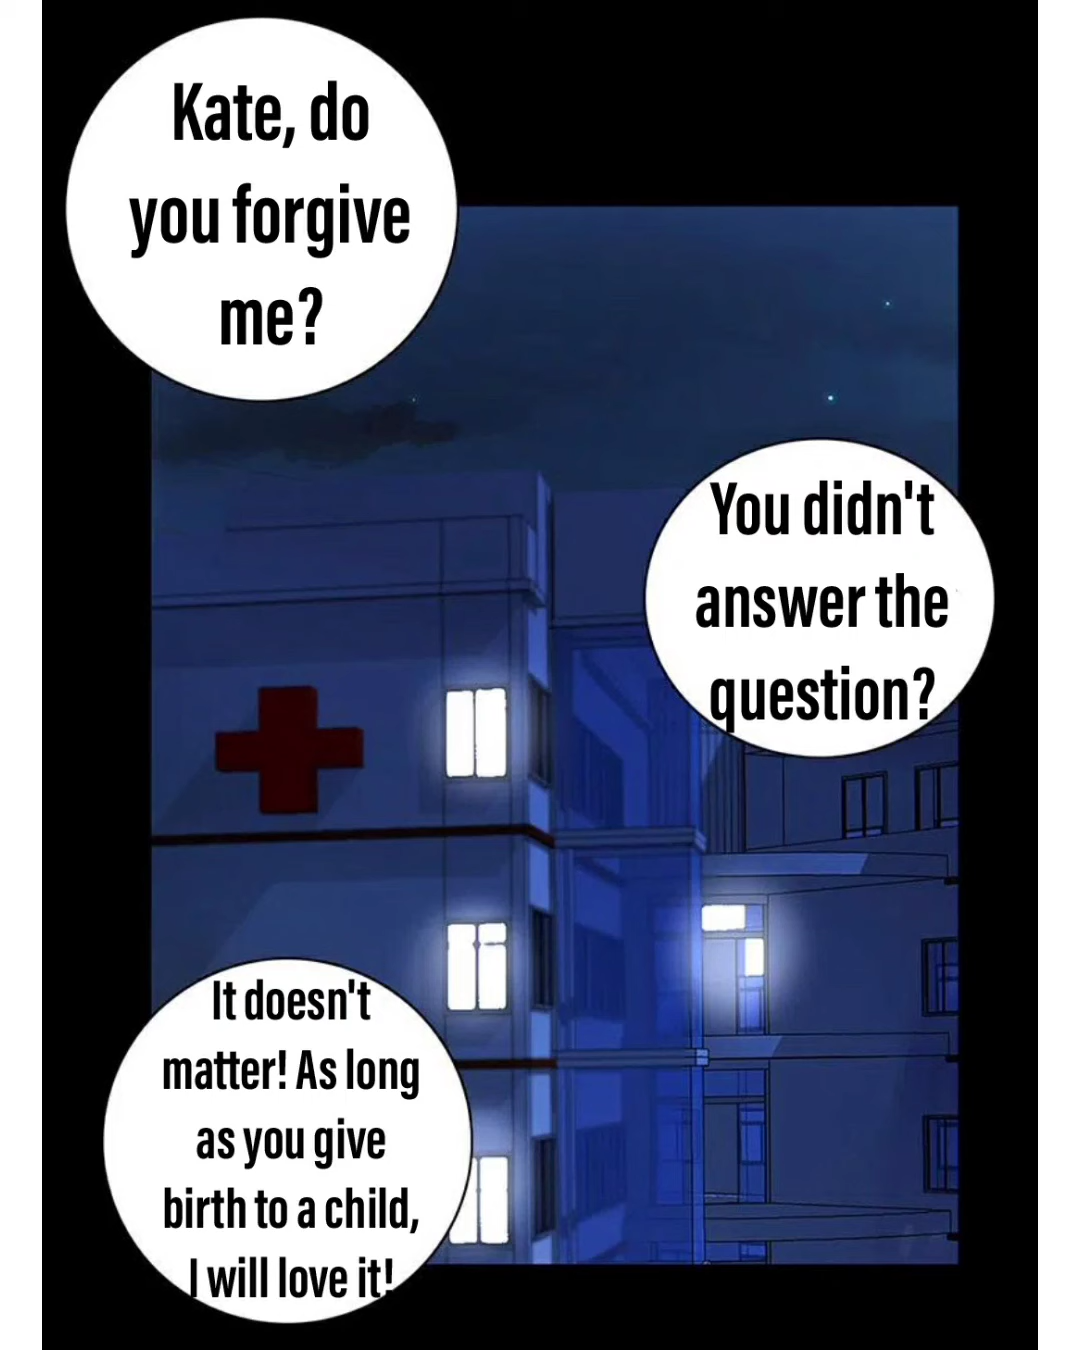 Kate, do
you forgive
me?
You didn't
answer the
question?
It doesn't
matter! As long
as you give
birth to a child,
I will love it!